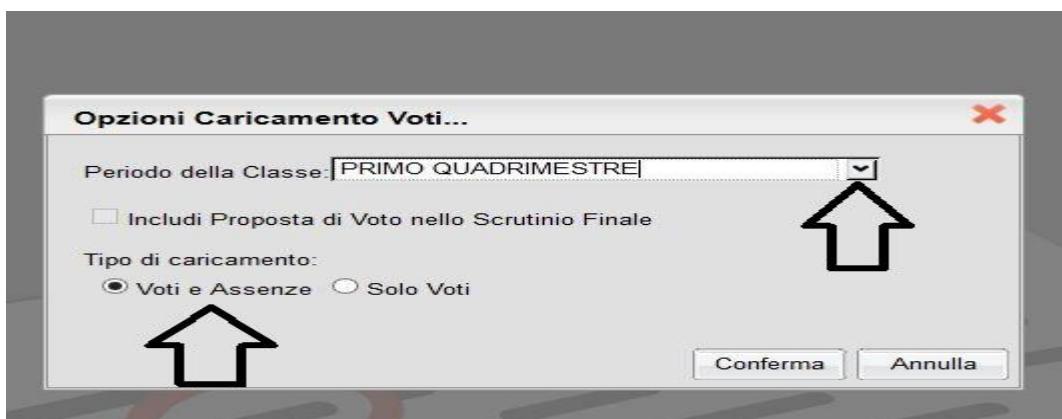 Opzioni Caricamento Voti...
Periodo della Classe: PRIMO QUADRIMESTRE
Includi Proposta di Voto nello Scrutinio Finale
Tipo di caricamento:
Voti e Assenze Solo Voti
Conferma Annulla